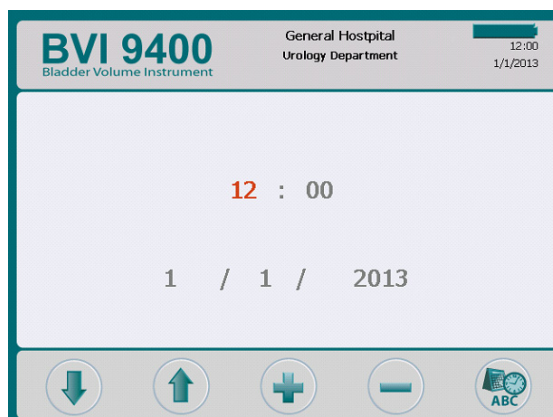 BVI 9400
Bladder Volume Instrument
General Hostpital
Urology Department
12:00
1/1/2013
12 : 00
1 / 1 / 2013
ABC